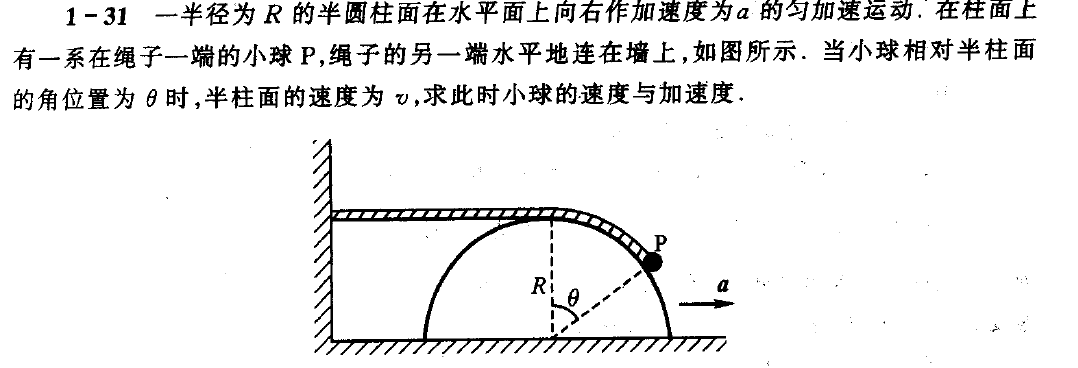 1-31 一半径为 R 的半圆柱面在水平面上向右作加速度为a 的匀加速运动. 在柱面上
有一系在绳子一端的小球 P,绳子的另一端水平地连在墙上,如图所示. 当小球相对半柱面
的角位置为 θ 时,半柱面的速度为 v,求此时小球的速度与加速度.
P
R θ
a